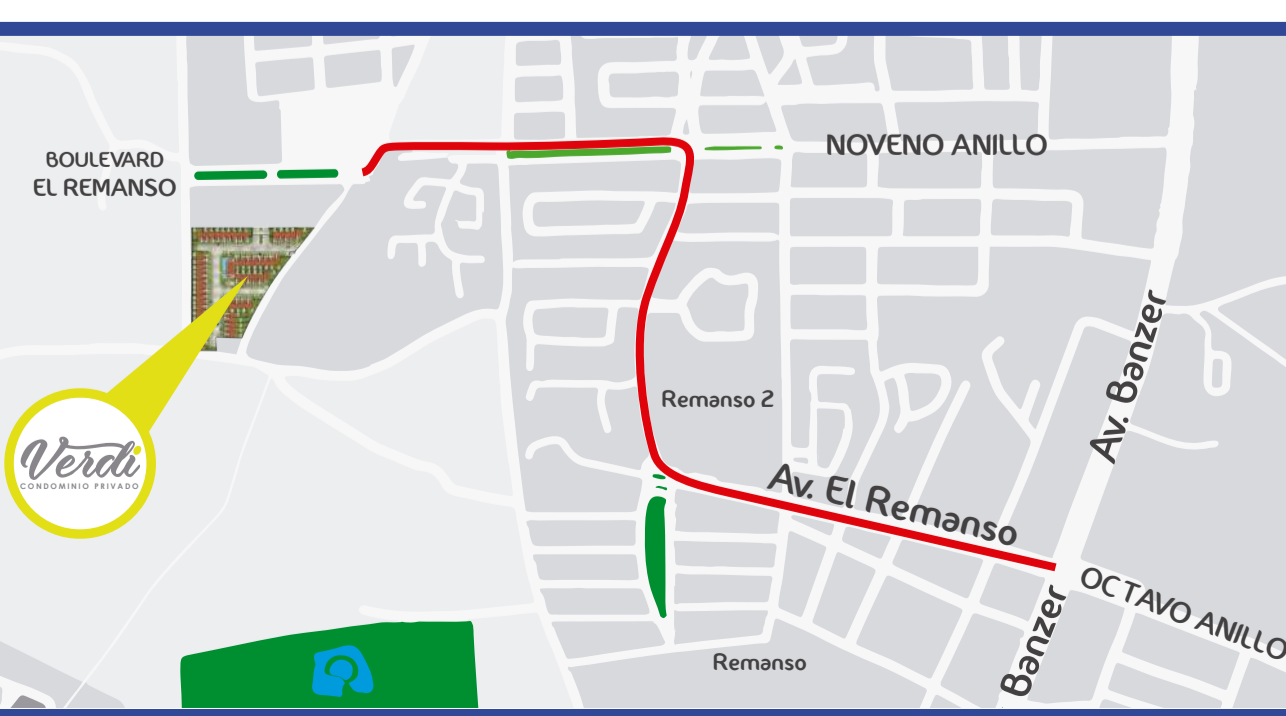 BOULEVARD
EL REMANSO
NOVENO ANILLO
Av. Banzer
Remanso 2
Verdi
CONDOMINIO PRIVADO
Av. El Remanso
OCTAVO ANILLO
Banzer
Remanso